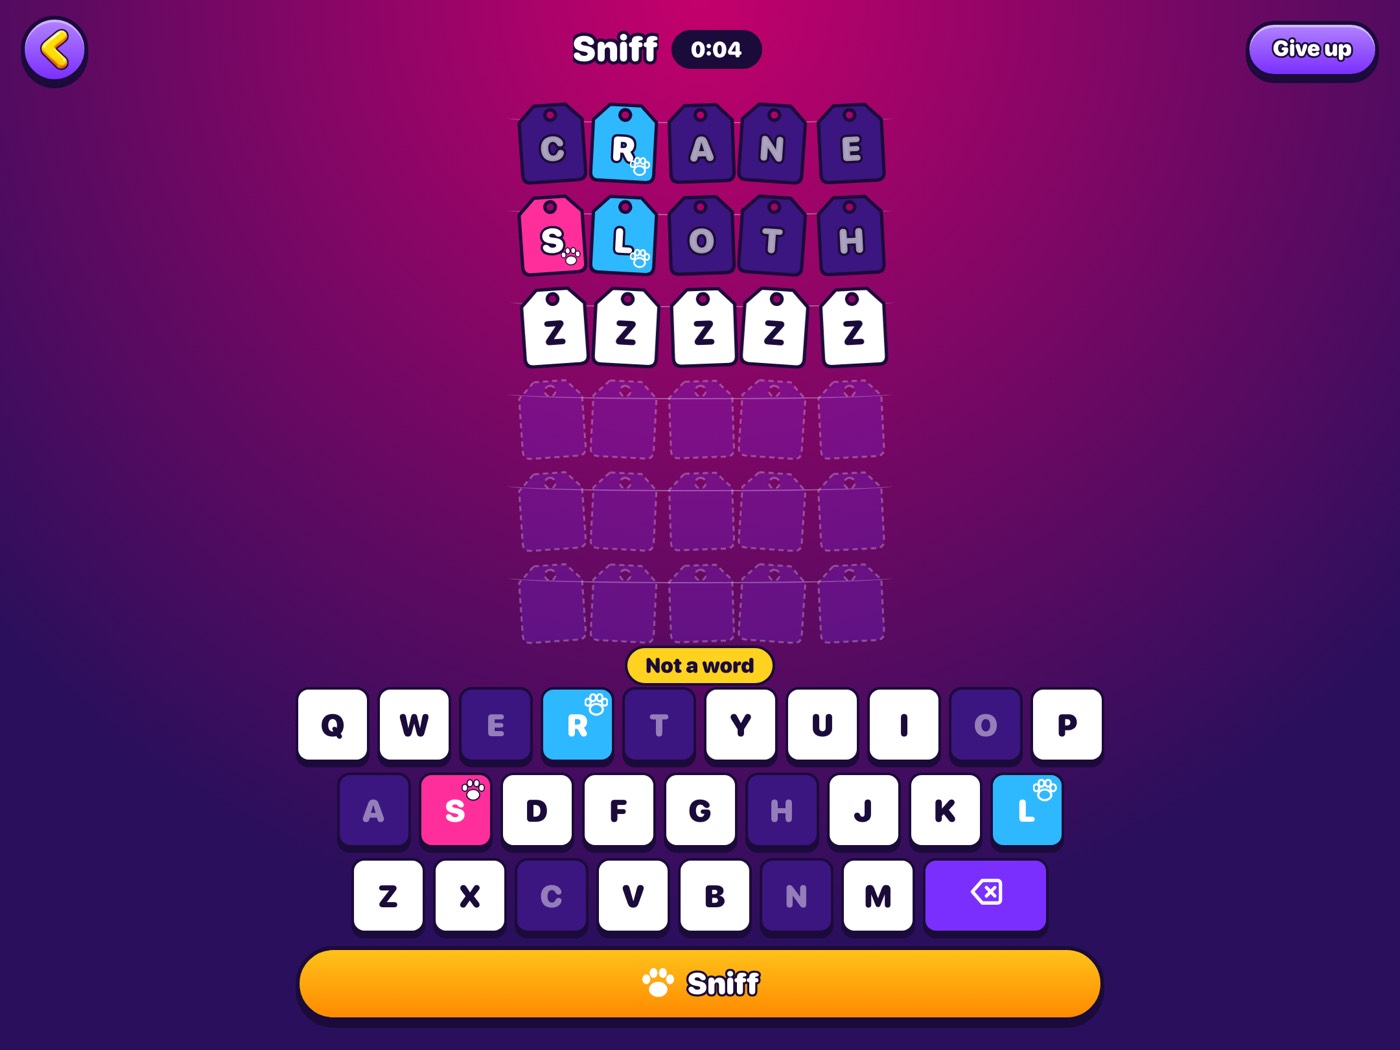 Sniff 0:04 Give up
C R A N E
S L O T H
Z Z Z Z Z
Not a word
Q W E R T Y U I O P
A S D F G H J K L
Z X C V B N M
Sniff